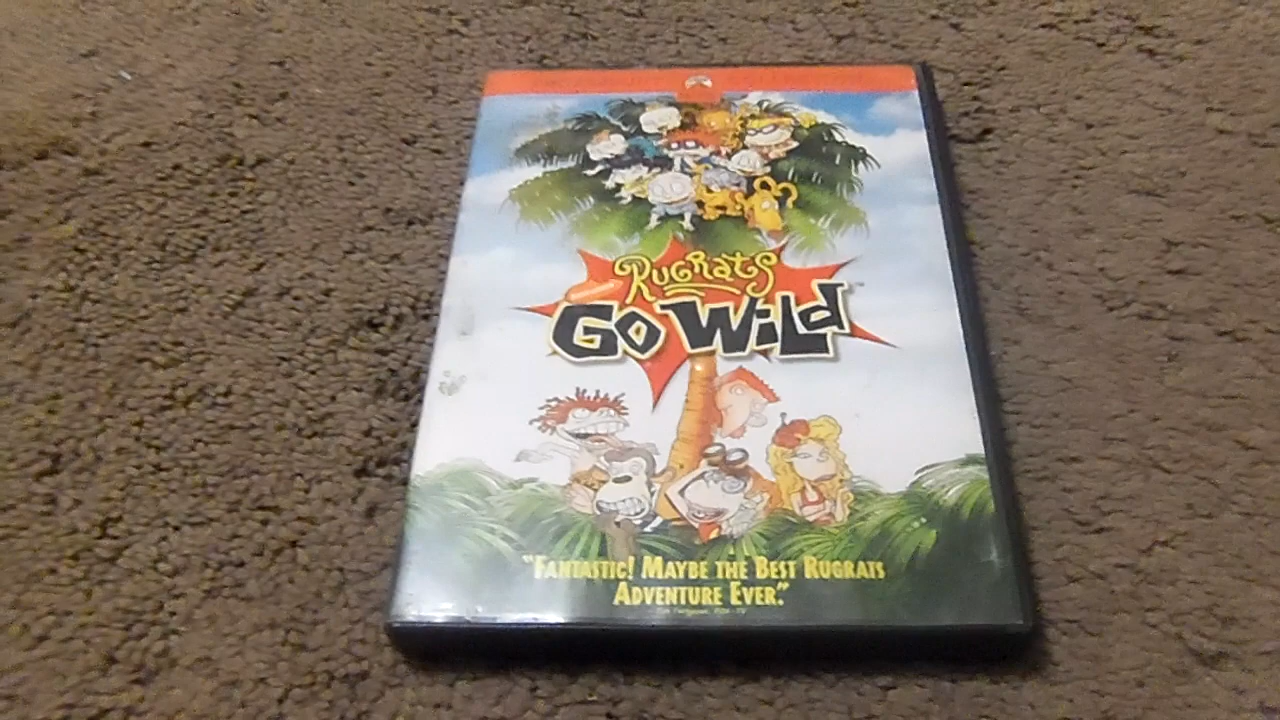 Rugrats
Go Wild
"Fantastic! Maybe the Best Rugrats
Adventure Ever."